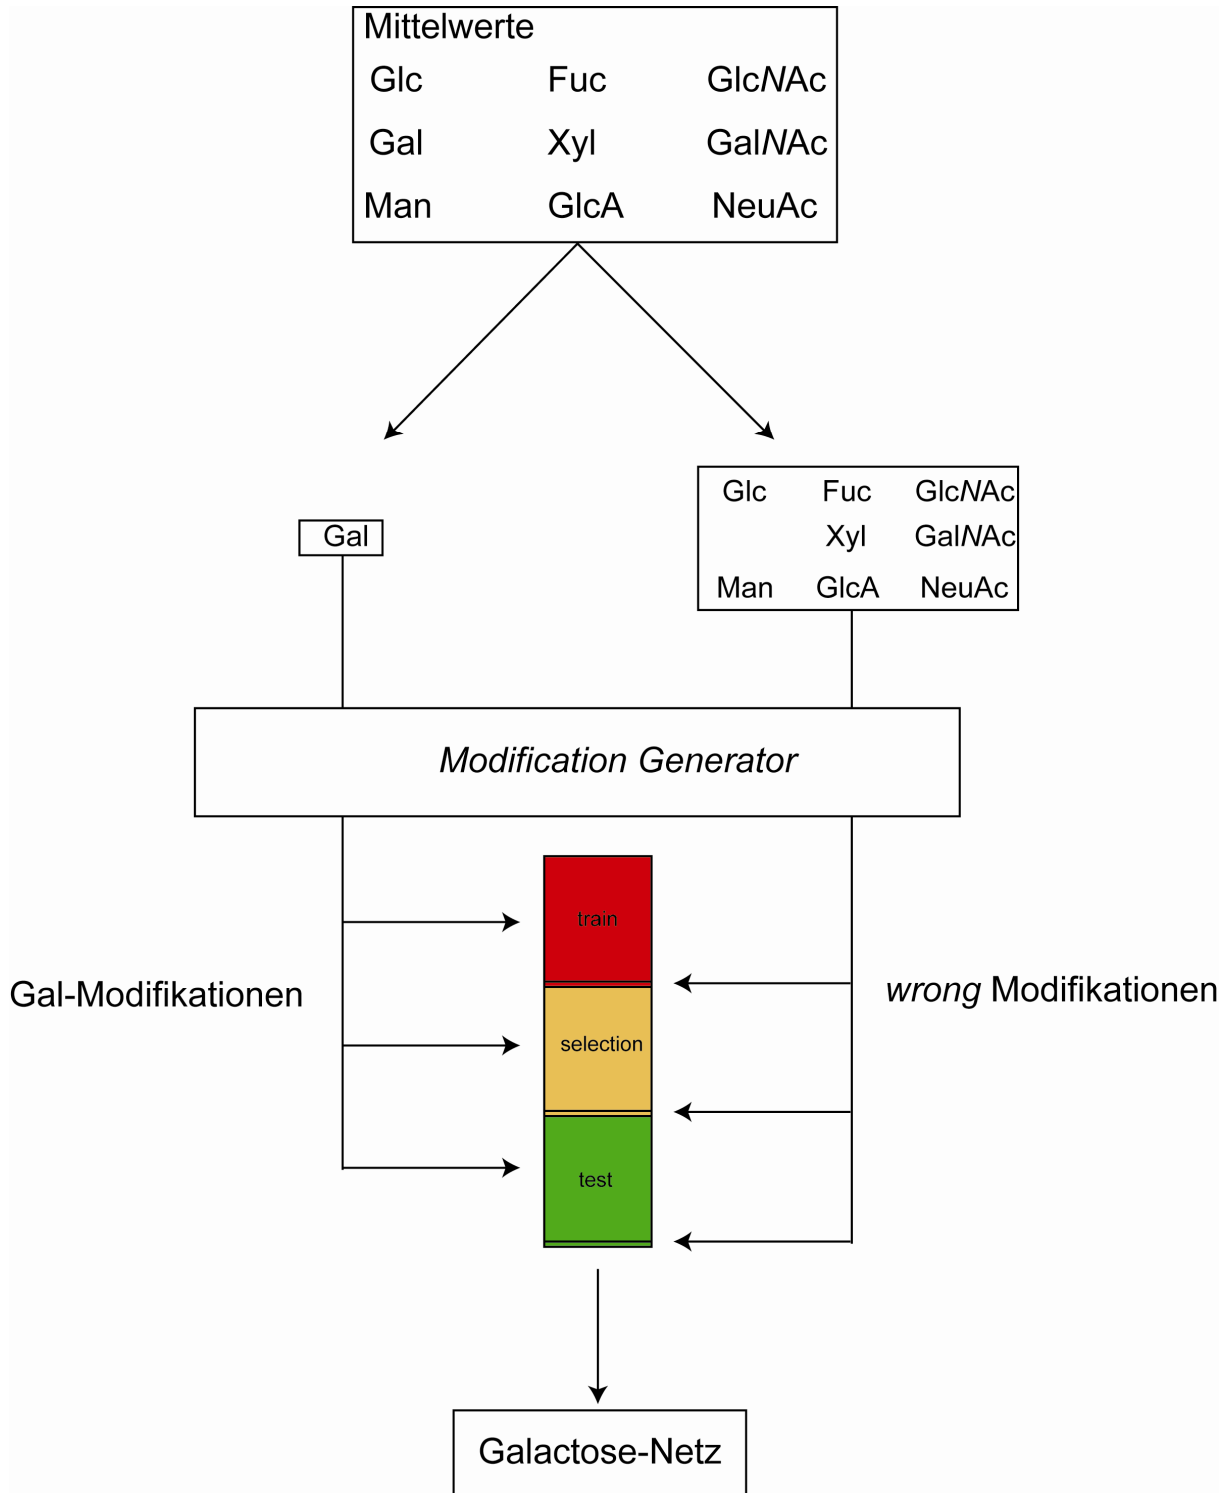 Mittelwerte
Glc Fuc GlcNAc
Gal Xyl GalNAc
Man GlcA NeuAc
Gal
Glc Fuc GlcNAc
Xyl GalNAc
Man GlcA NeuAc
Modification Generator
train
Gal-Modifikationen
wrong Modifikationen
selection
test
Galactose-Netz